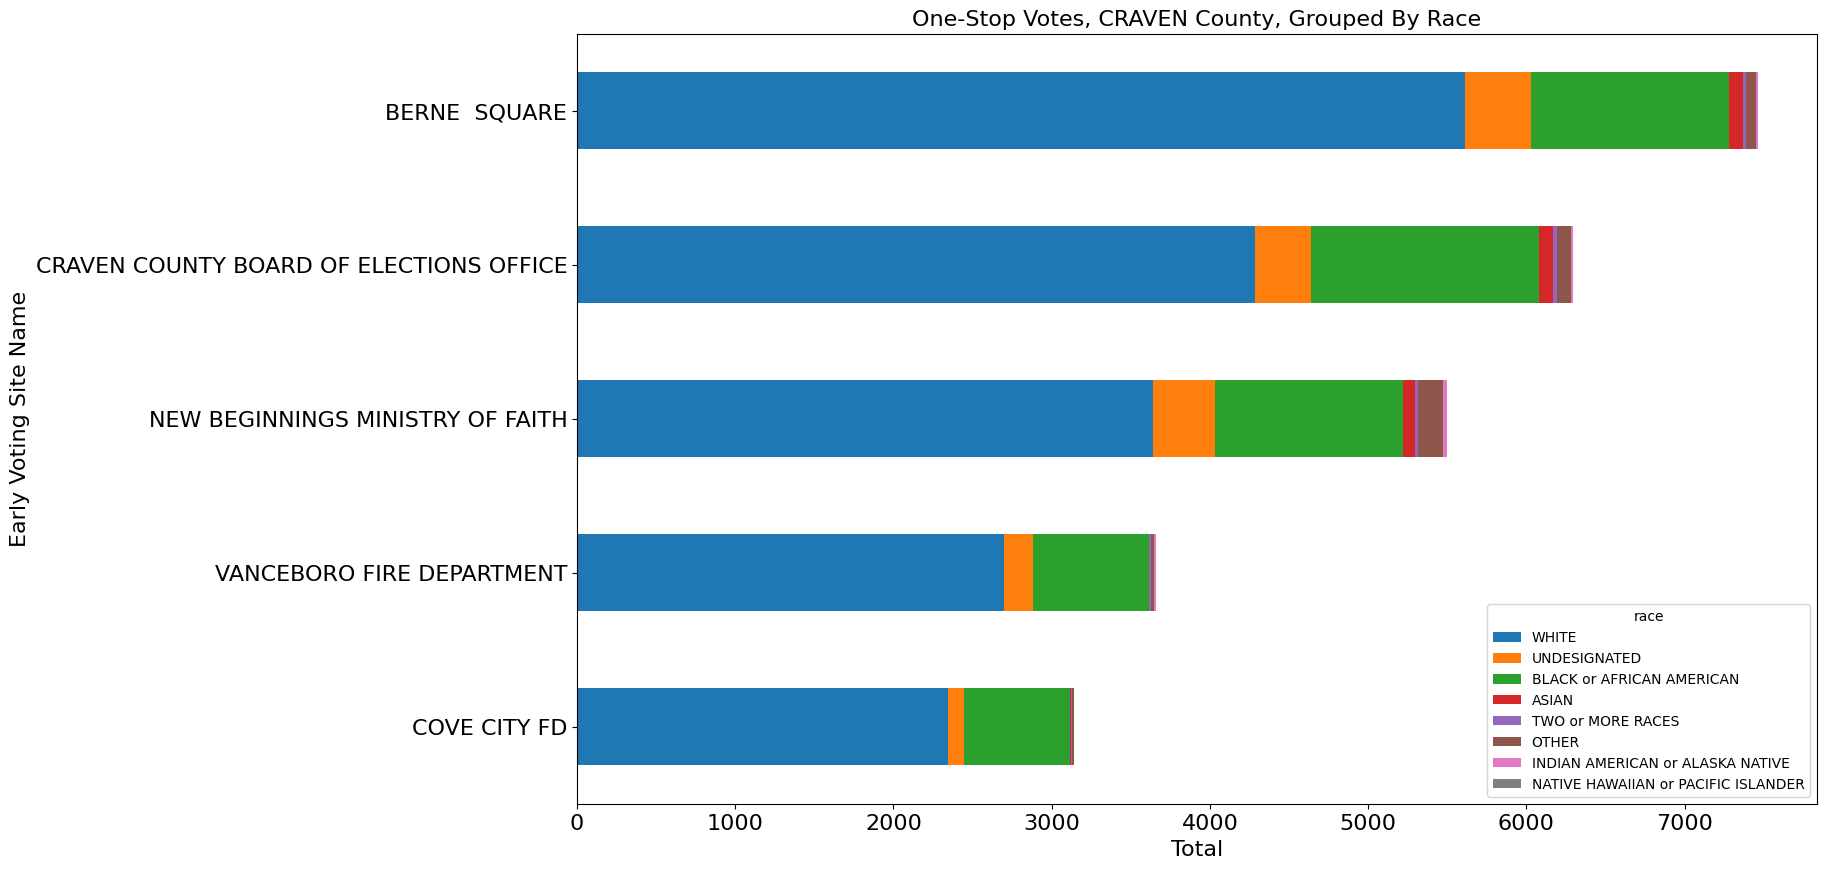 One-Stop Votes, CRAVEN County, Grouped By Race
Early Voting Site Name
BERNE  SQUARE
CRAVEN COUNTY BOARD OF ELECTIONS OFFICE
NEW BEGINNINGS MINISTRY OF FAITH
VANCEBORO FIRE DEPARTMENT
COVE CITY FD
race
WHITE
UNDESIGNATED
BLACK or AFRICAN AMERICAN
ASIAN
TWO or MORE RACES
OTHER
INDIAN AMERICAN or ALASKA NATIVE
NATIVE HAWAIIAN or PACIFIC ISLANDER
0 1000 2000 3000 4000 5000 6000 7000
Total